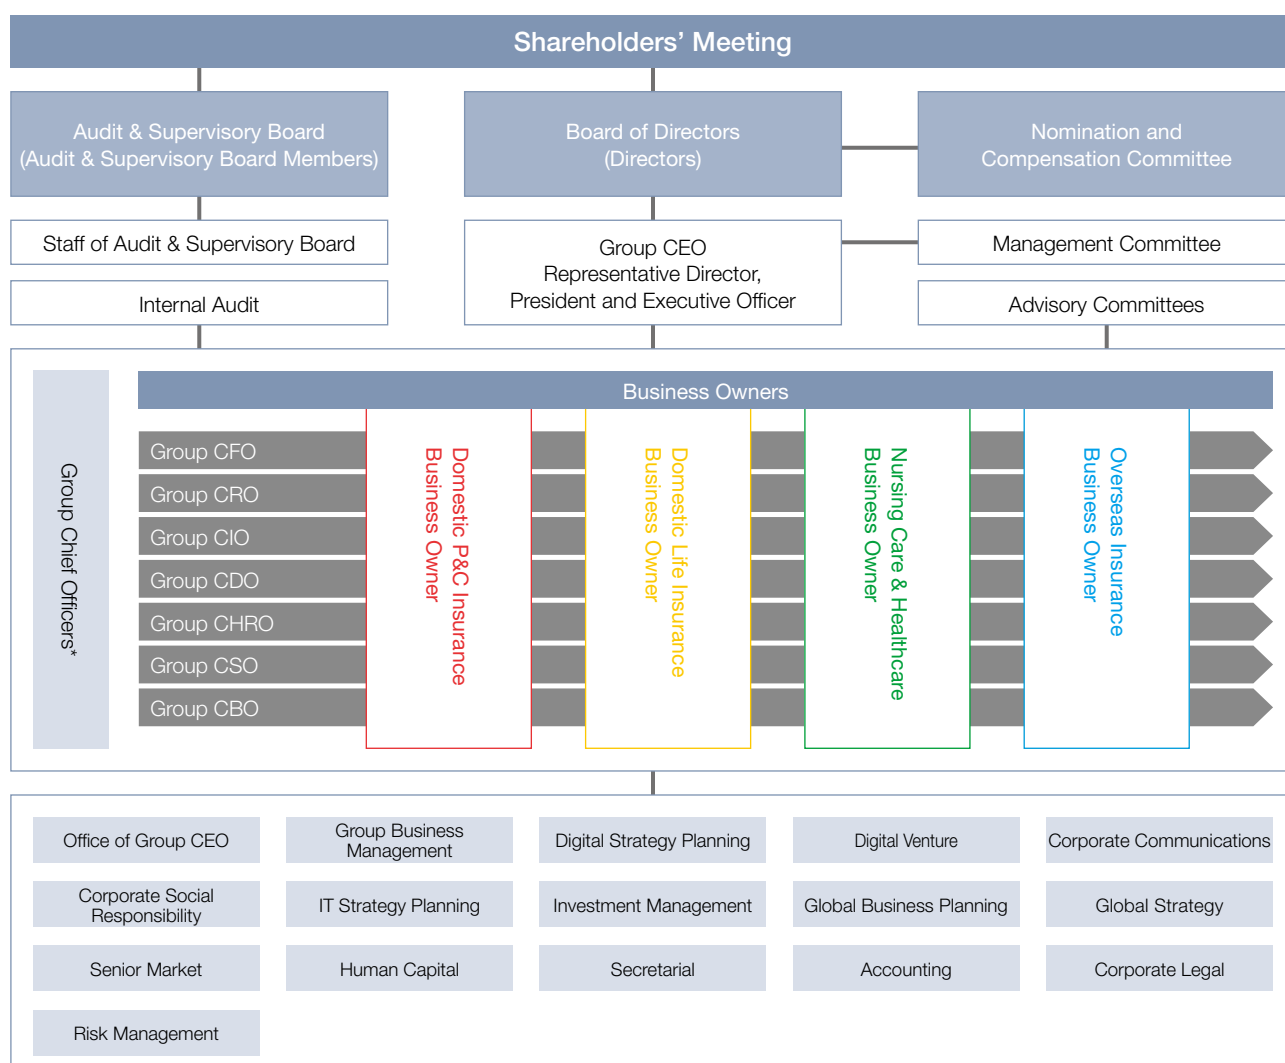 Shareholders’ Meeting
Audit & Supervisory Board
(Audit & Supervisory Board Members)
Board of Directors
(Directors)
Nomination and
Compensation Committee
Staff of Audit & Supervisory Board
Internal Audit
Group CEO
Representative Director,
President and Executive Officer
Management Committee
Advisory Committees
Group Chief Officers*
Business Owners
Group CFO
Group CRO
Group CIO
Group CDO
Group CHRO
Group CSO
Group CBO
Domestic P&C Insurance
Business Owner
Domestic Life Insurance
Business Owner
Nursing Care & Healthcare
Business Owner
Overseas Insurance
Business Owner
Office of Group CEO
Group Business
Management
Digital Strategy Planning
Digital Venture
Corporate Communications
Corporate Social
Responsibility
IT Strategy Planning
Investment Management
Global Business Planning
Global Strategy
Senior Market
Human Capital
Secretarial
Accounting
Corporate Legal
Risk Management